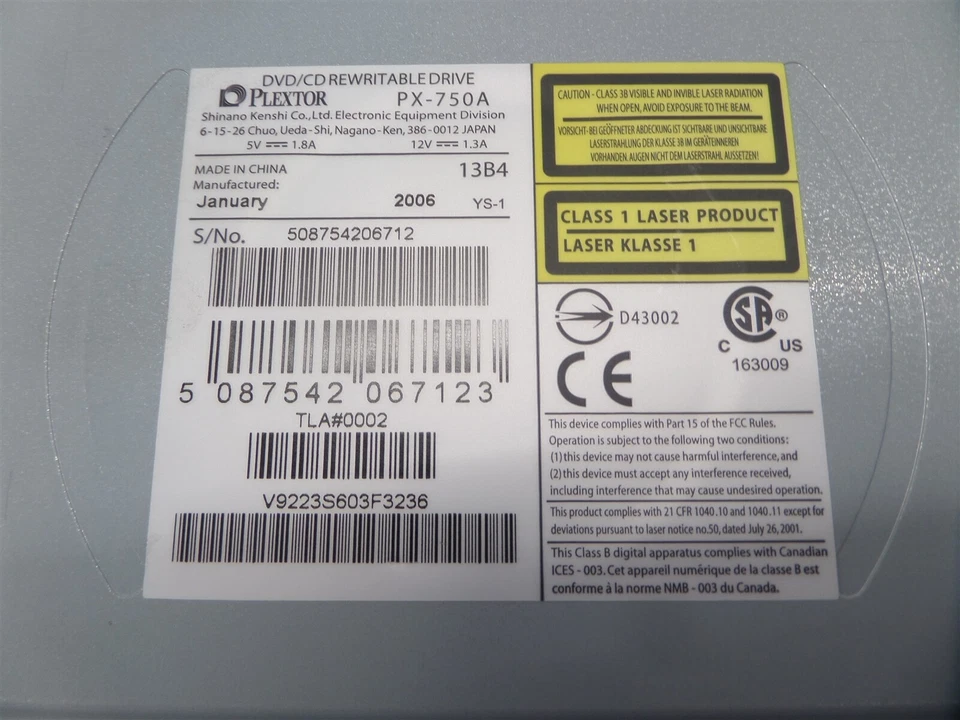 DVD/CD REWRITABLE DRIVE
PLEXTOR PX-750A
Shinano Kenshi Co., Ltd. Electronic Equipment Division
6-15-26 Chuo, Ueda-Shi, Nagano-Ken, 386-0012 JAPAN
5V 1.8A 12V 1.3A
MADE IN CHINA 13B4
Manufactured:
January 2006 YS-1
S/No. 508754206712
5 087542 067123
TLA#0002
V9223S603F3236
CAUTION - CLASS 3B VISIBLE AND INVIBLE LASER RADIATION
WHEN OPEN, AVOID EXPOSURE TO THE BEAM.
VORSICHT- BEI GEÖFFNETER ABDECKUNG IST SICHTBARE UND UNSICHTBARE
LASERSTRAHLUNG DER KLASSE 3B IM GERÄTEINNEREN
VORHANDEN. AUGEN NICHT DEM LASERSTRAHL AUSSETZEN!
CLASS 1 LASER PRODUCT
LASER KLASSE 1
D43002
SA®
C US
163009
CE
This device complies with Part 15 of the FCC Rules.
Operation is subject to the following two conditions:
(1) this device may not cause harmful interference, and
(2) this device must accept any interference received,
including interference that may cause undesired operation.
This product complies with 21 CFR 1040.10 and 1040.11 except for
deviations pursuant to laser notice no.50, dated July 26, 2001.
This Class B digital apparatus complies with Canadian
ICES - 003. Cet appareil numérique de la classe B est
conforme à la norme NMB - 003 du Canada.